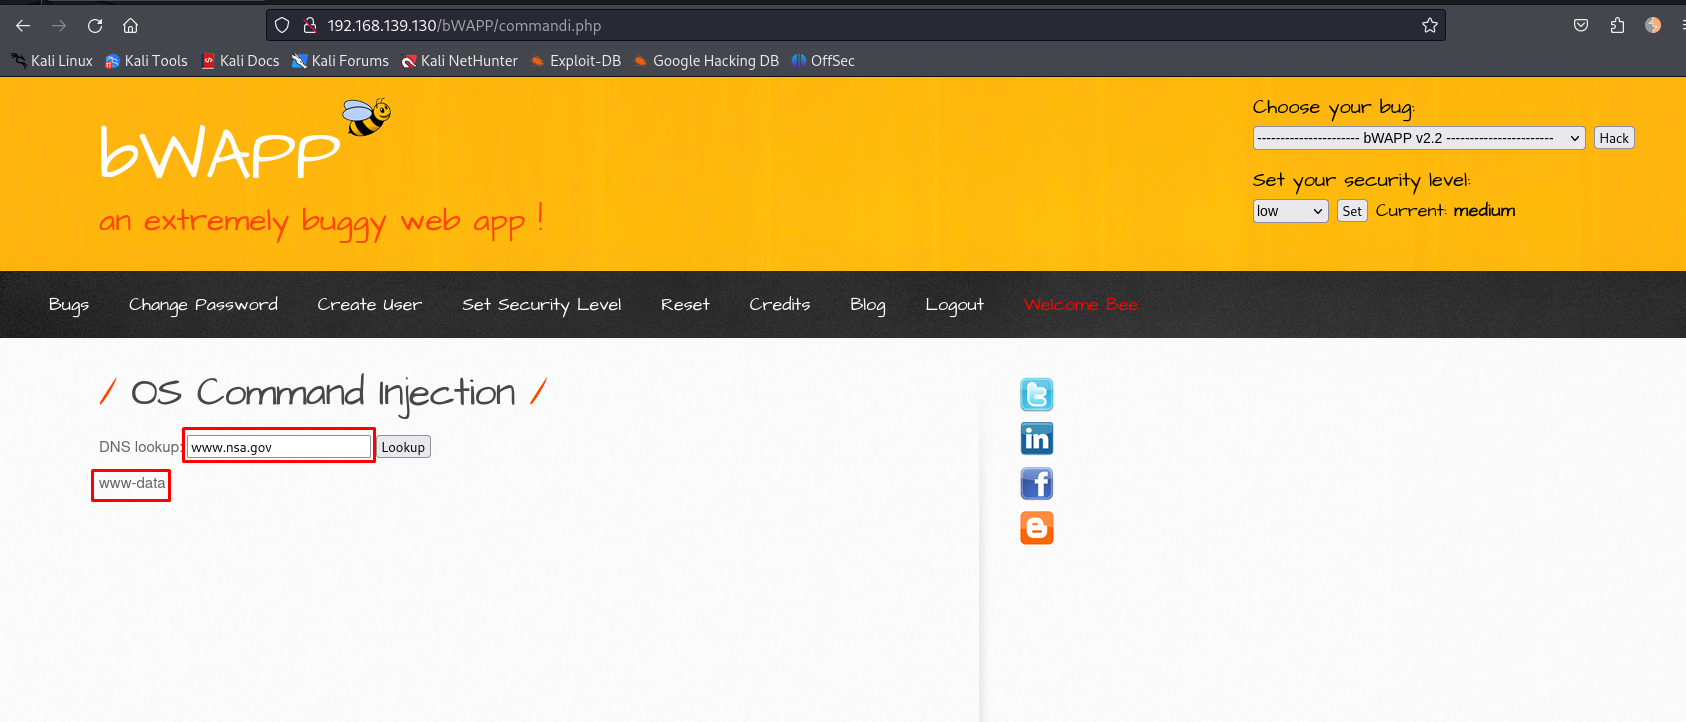 192.168.139.130/bWAPP/commandi.php
Kali Linux Kali Tools Kali Docs Kali Forums Kali NetHunter Exploit-DB Google Hacking DB OffSec
bWAPP
an extremely buggy web app !
Choose your bug:
---------------------- bWAPP v2.2 ----------------------- Hack
Set your security level:
low Set Current: medium
Bugs Change Password Create User Set Security Level Reset Credits Blog Logout Welcome Bee
/ OS Command Injection /
DNS lookup: www.nsa.gov Lookup
www-data